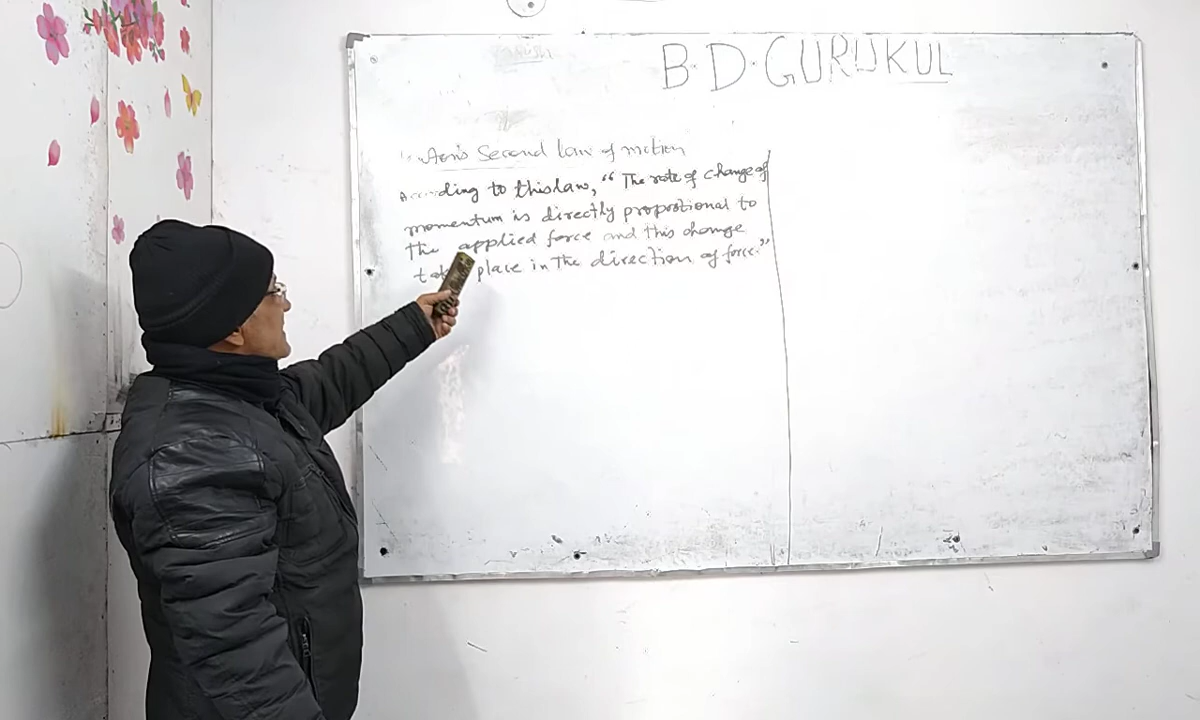 B.D.GURUKUL
Second law of motion
According to this law, "The rate of change of
momentum is directly proportional to
the applied force and this change
place in the direction of force."